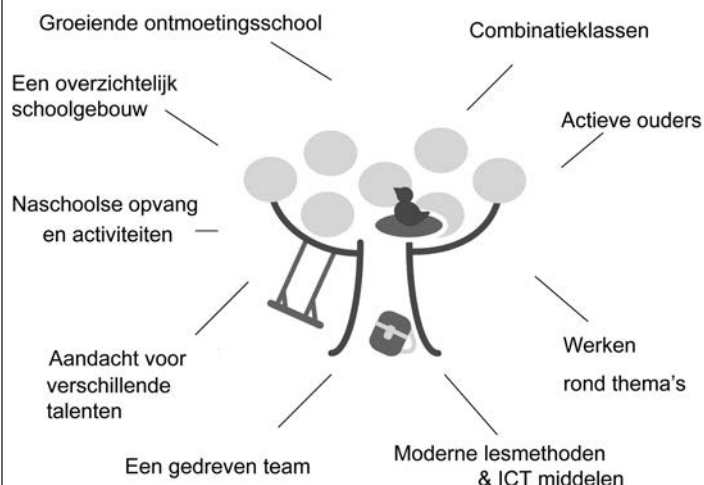 Groeiende ontmoetingsschool
Combinatieklassen
Een overzichtelijk
schoolgebouw
Actieve ouders
Naschoolse opvang
en activiteiten
Aandacht voor
verschillende
talenten
Werken
rond thema's
Een gedreven team
Moderne lesmethoden
& ICT middelen